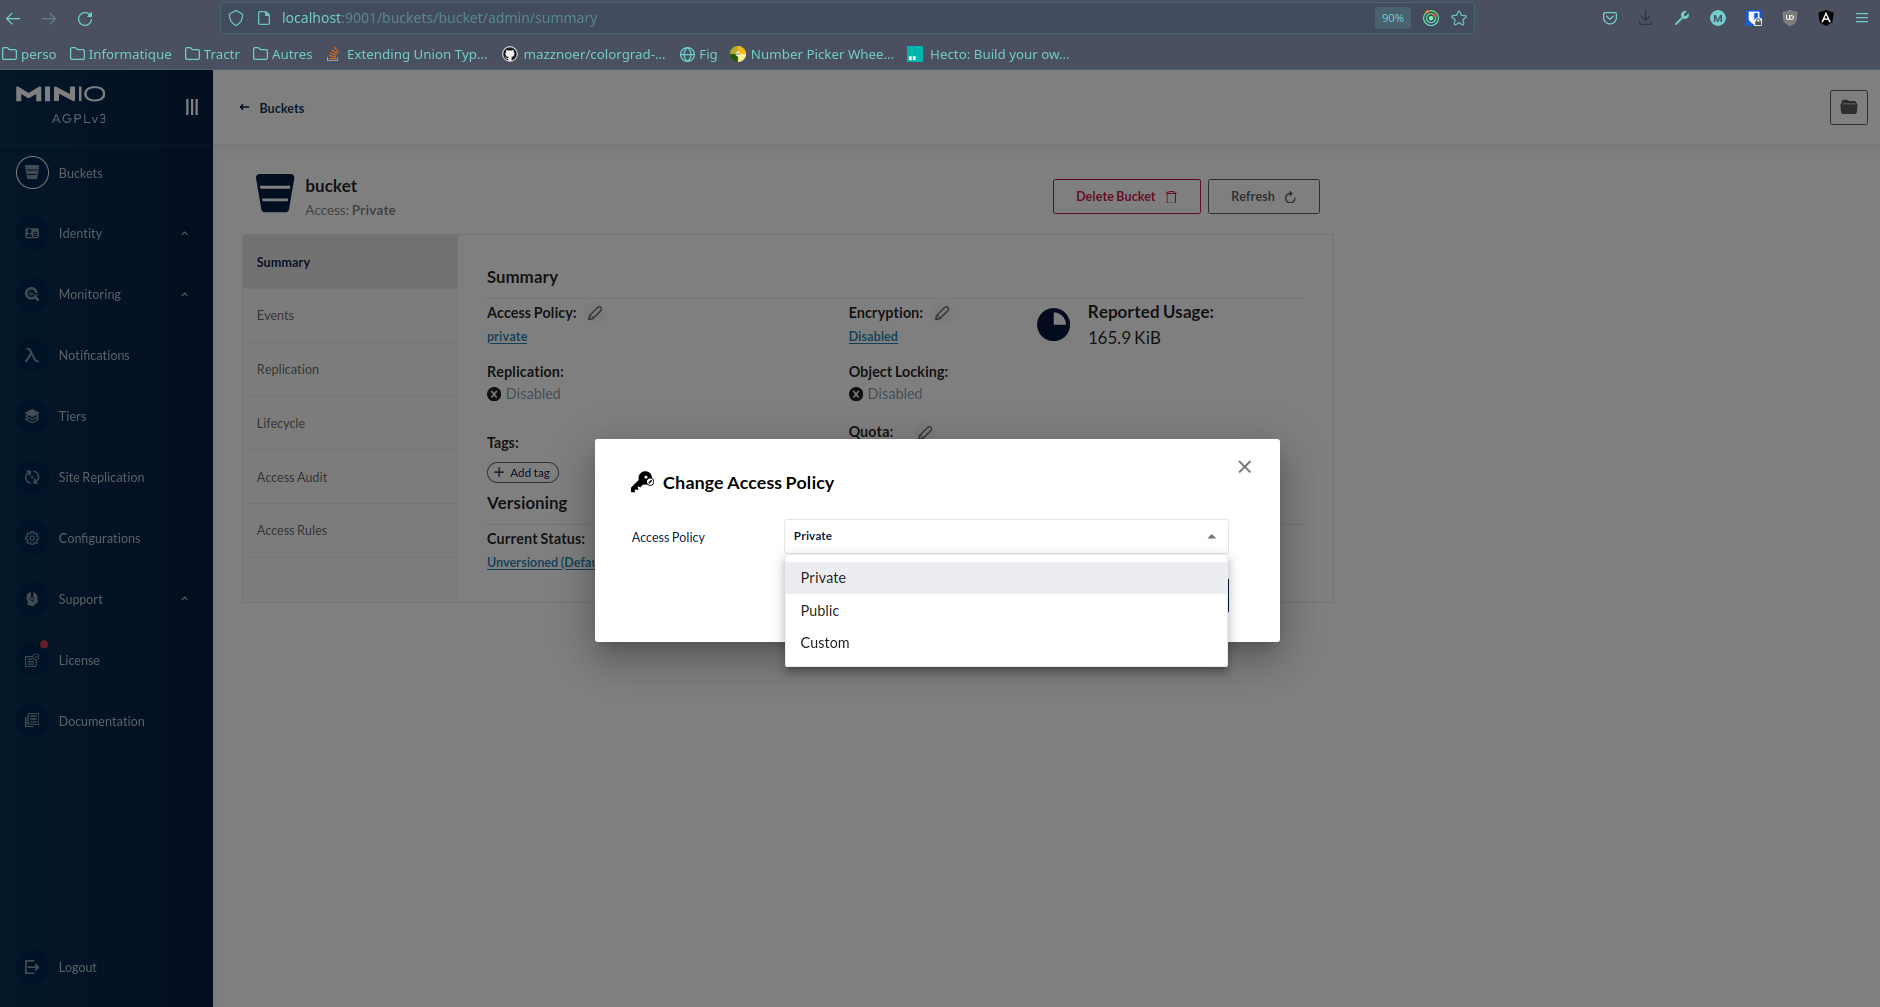 localhost:9001/buckets/bucket/admin/summary
90%
perso
Informatique
Tractr
Autres
Extending Union Typ...
mazznoer/colorgrad-...
Fig
Number Picker Whee...
Hecto: Build your ow...
MINIO
AGPLv3
Buckets
Identity
Monitoring
Notifications
Tiers
Site Replication
Configurations
Support
License
Documentation
Logout
Buckets
bucket
Access: Private
Delete Bucket
Refresh
Summary
Events
Replication
Lifecycle
Access Audit
Access Rules
Summary
Access Policy:
private
Encryption:
Disabled
Reported Usage:
165.9 KiB
Replication:
Disabled
Object Locking:
Disabled
Tags:
Add tag
Quota:
Versioning
Current Status:
Unversioned (Defau
Change Access Policy
Access Policy
Private
Private
Public
Custom